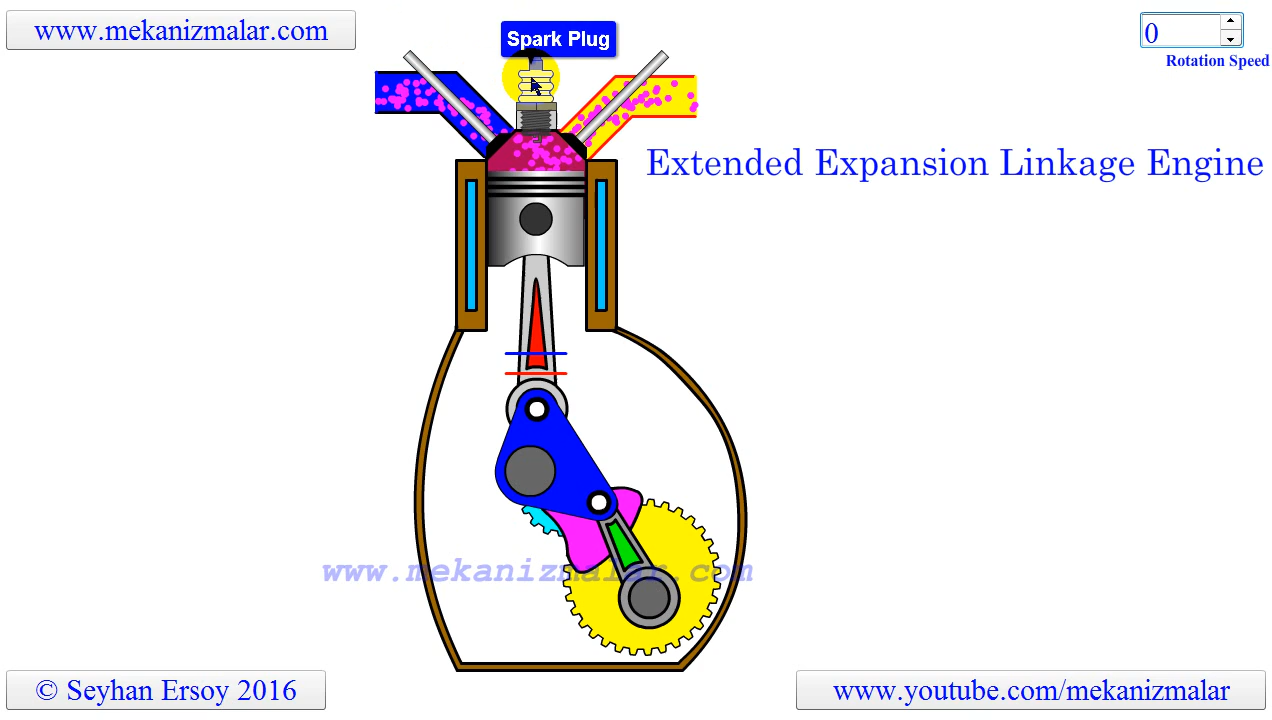 www.mekanizmalar.com
Spark Plug
0
Rotation Speed
Extended Expansion Linkage Engine
www.mekanizmalar.com
© Seyhan Ersoy 2016
www.youtube.com/mekanizmalar